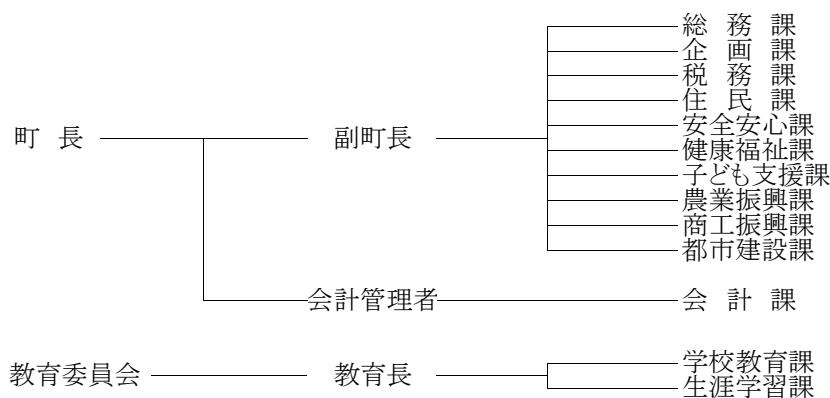 総務課
企画課
税務課
住民課
町長 副町長 安全安心課
健康福祉課
子ども支援課
農業振興課
商工振興課
都市建設課
会計管理者 会計課
学校教育課
教育委員会 教育長
生涯学習課